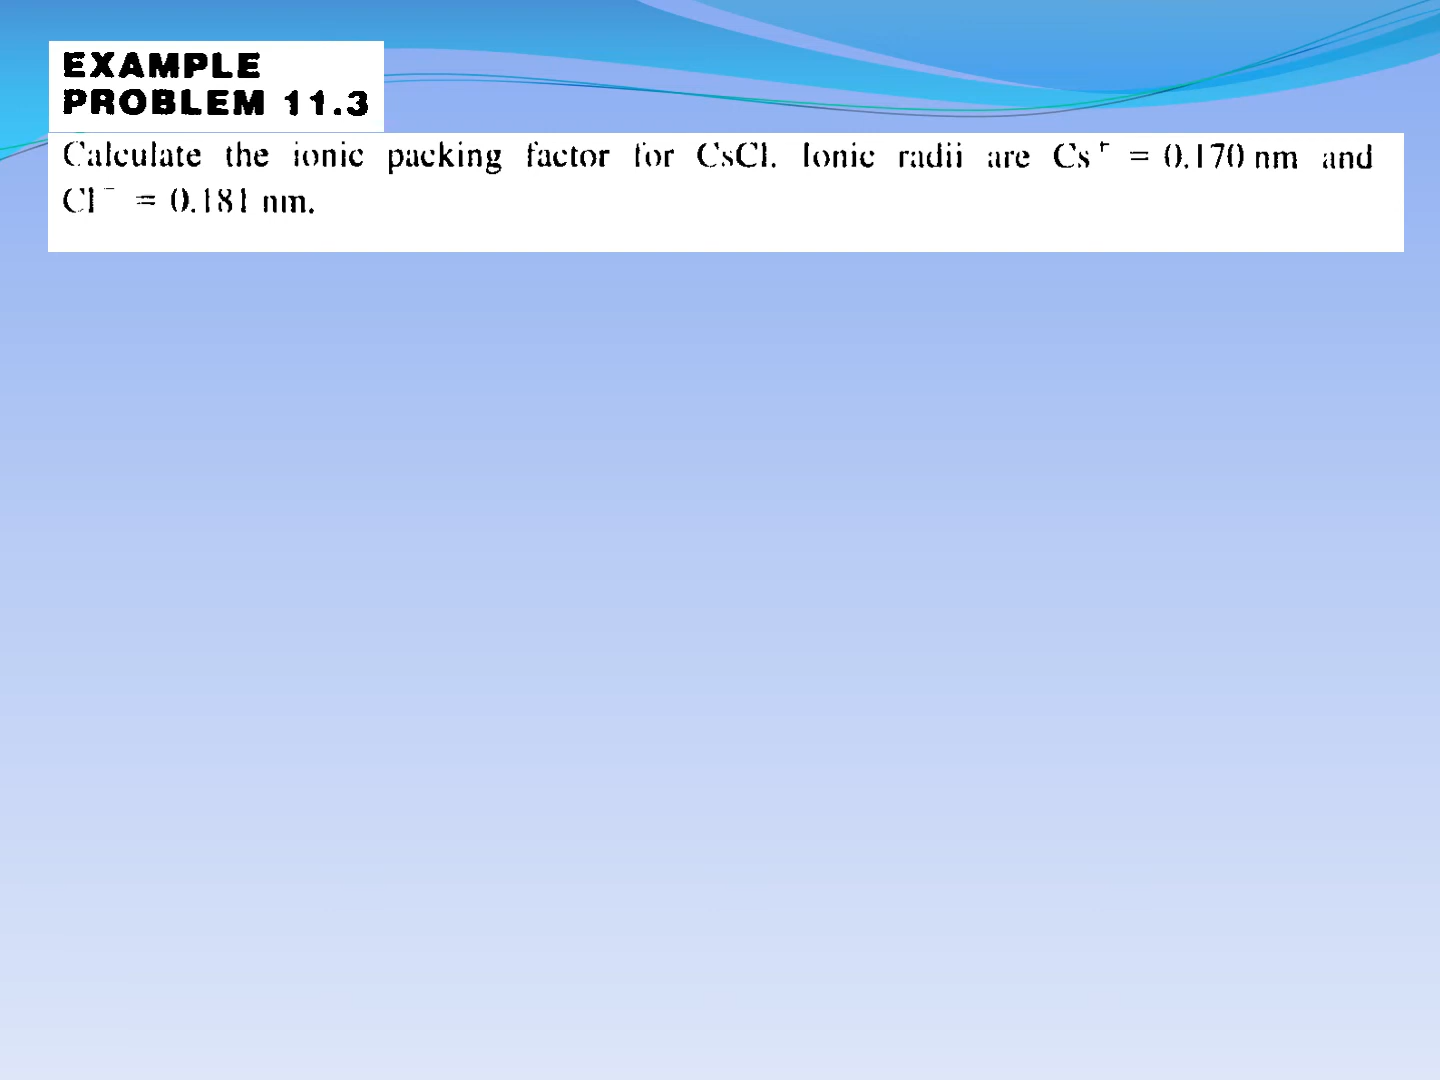 EXAMPLE
PROBLEM 11.3
Calculate the ionic packing factor for CsCl. Ionic radii are Cs⁺ = 0.170 nm and
Cl⁻ = 0.181 nm.